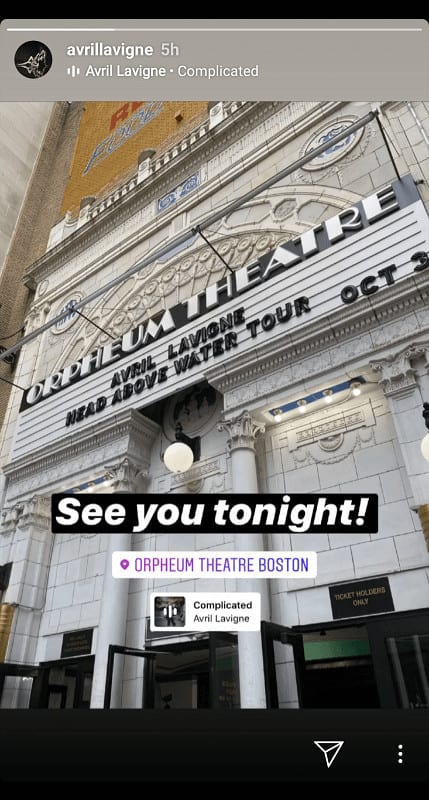 avrillavigne 5h
Avril Lavigne • Complicated
ORPHEUM THEATRE
AVRIL LAVIGNE
HEAD ABOVE WATER TOUR OCT 3
See you tonight!
ORPHEUM THEATRE BOSTON
Complicated
Avril Lavigne
TICKET HOLDERS
ONLY